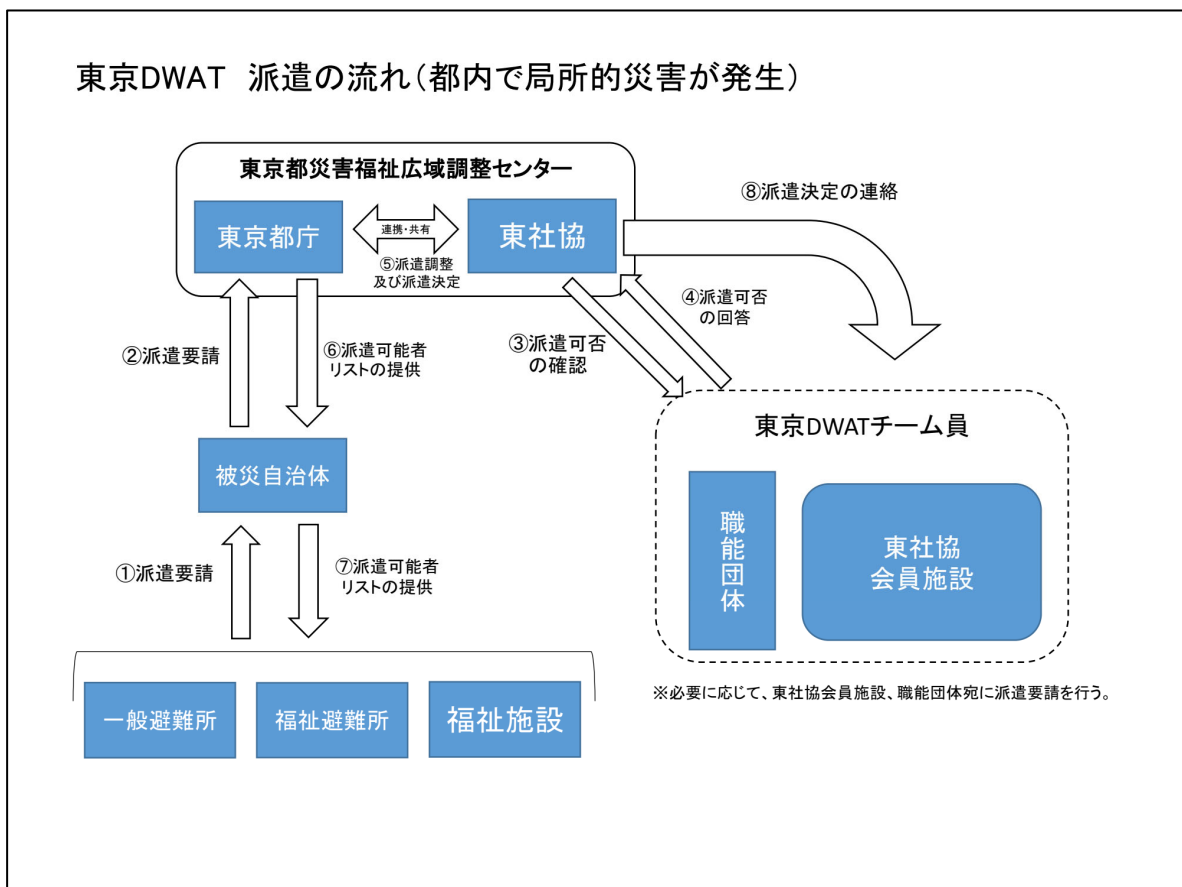 東京DWAT 派遣の流れ(都内で局所的災害が発生)
東京都災害福祉広域調整センター
東京都庁
連携・共有
東社協
⑤派遣調整
及び派遣決定
⑧派遣決定の連絡
②派遣要請
⑥派遣可能者
リストの提供
③派遣可否
の確認
④派遣可否
の回答
被災自治体
①派遣要請
⑦派遣可能者
リストの提供
東京DWATチーム員
職能団体
東社協
会員施設
※必要に応じて、東社協会員施設、職能団体宛に派遣要請を行う。
一般避難所
福祉避難所
福祉施設